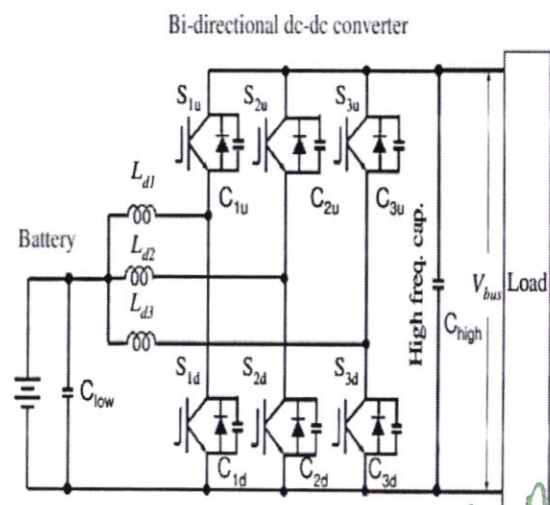 Bi-directional dc-dc converter
S1u S2u S3u
C1u C2u C3u
Ld1
Battery
Ld2
Ld3
High freq. cap.
Vbus
Load
Chigh
Clow
S1d S2d S3d
C1d C2d C3d